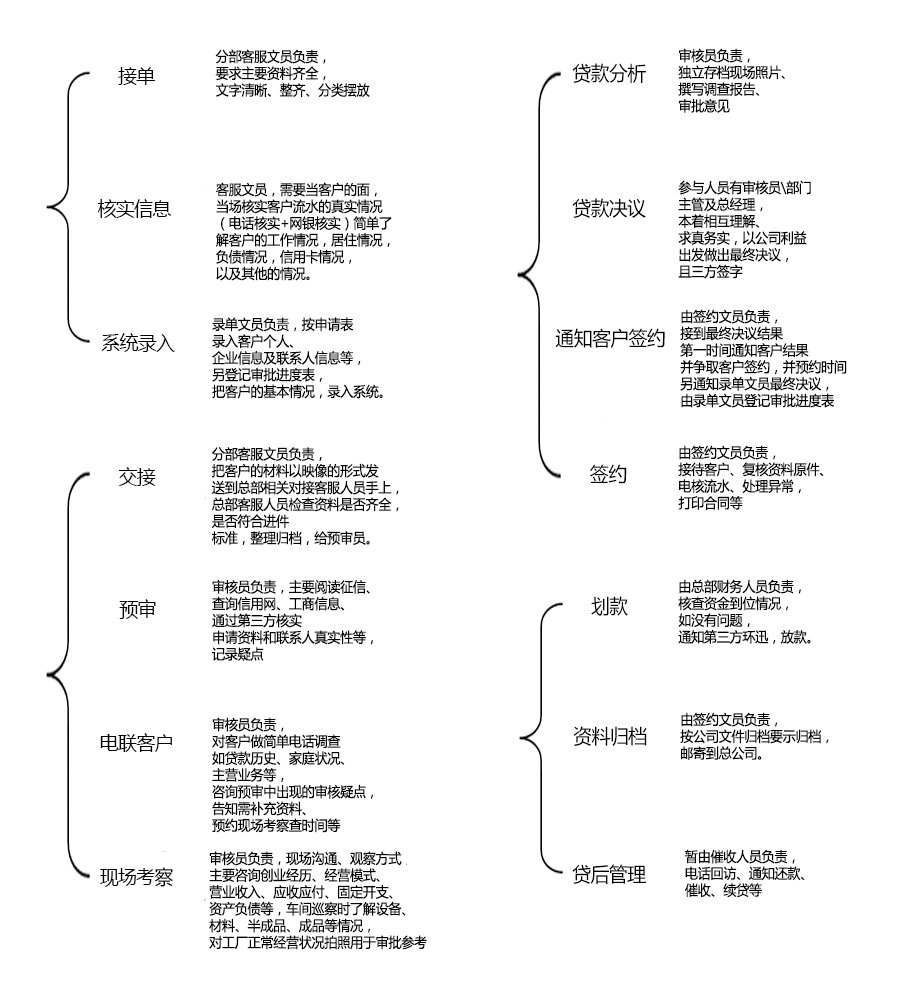 接单
分部客服文员负责，
要求主要资料齐全，
文字清晰、整齐、分类摆放
核实信息
客服文员，需要当客户的面，
当场核实客户流水的真实情况
（电话核实+网银核实）简单了
解客户的工作情况，居住情况，
负债情况，信用卡情况，
以及其他的情况。
系统录入
录单文员负责，按申请表
录入客户个人、
企业信息及联系人信息等，
另登记审批进度表，
把客户的基本情况，录入系统。
交接
分部客服文员负责，
把客户的材料以映像的形式发
送到总部相关对接客服人员手上，
总部客服人员检查资料是否齐全，
是否符合进件
标准，整理归档，给预审员。
预审
审核员负责，主要阅读征信、
查询信用网、工商信息、
通过第三方核实
申请资料和联系人真实性等，
记录疑点
电联客户
审核员负责，
对客户做简单电话调查
如贷款历史、家庭状况、
主营业务等，
咨询预审中出现的审核疑点，
告知需补充资料、
预约现场考察查时间等
现场考察
审核员负责，现场沟通、观察方式
主要咨询创业经历、经营模式、
营业收入、应收应付、固定开支、
资产负债等，车间巡察时了解设备、
材料、半成品、成品等情况，
对工厂正常经营状况拍照用于审批参考
贷款分析
审核员负责，
独立存档现场照片、
撰写调查报告、
审批意见
贷款决议
参与人员有审核员\部门
主管及总经理，
本着相互理解、
求真务实，以公司利益
出发做出最终决议，
且三方签字
通知客户签约
由签约文员负责，
接到最终决议结果
第一时间通知客户结果
并争取客户签约，并预约时间
另通知录单文员最终决议，
由录单文员登记审批进度表
签约
由签约文员负责，
接待客户、复核资料原件、
电核流水、处理异常，
打印合同等
划款
由总部财务人员负责，
核查资金到位情况，
如没有问题，
通知第三方环迅，放款。
资料归档
由签约文员负责，
按公司文件归档要示归档，
邮寄到总公司。
贷后管理
暂由催收人员负责，
电话回访、通知还款、
催收、续贷等